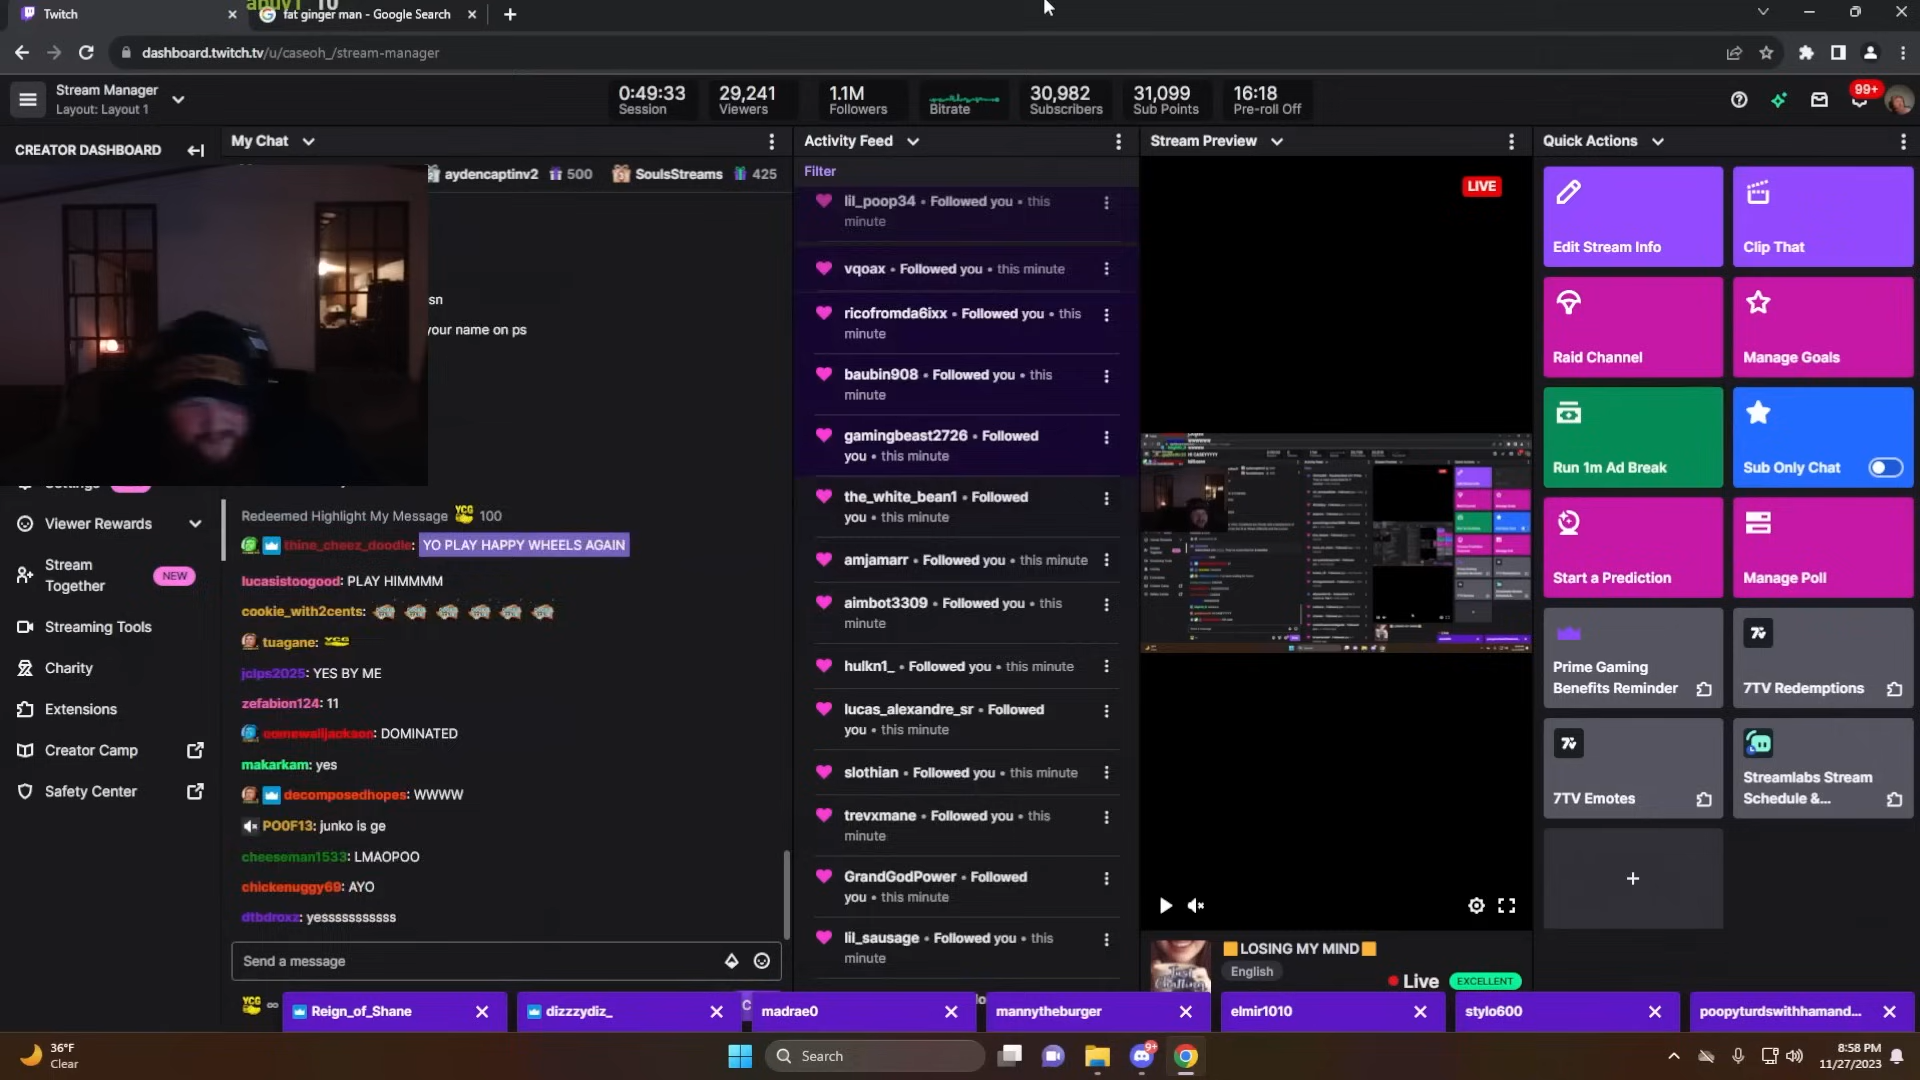 Twitch
fat ginger man - Google Search
dashboard.twitch.tv/u/caseoh_/stream-manager
Stream Manager
Layout: Layout 1
0:49:33
Session
29,241
Viewers
1.1M
Followers
Bitrate
30,982
Subscribers
31,099
Sub Points
16:18
Pre-roll Off
99+
CREATOR DASHBOARD
My Chat
aydencaptinv2 500 SoulsStreams 425
sn
your name on ps
Viewer Rewards
Stream
Together
NEW
Streaming Tools
Charity
Extensions
Creator Camp
Safety Center
Redeemed Highlight My Message 100
thine_cheez_doodle: YO PLAY HAPPY WHEELS AGAIN
lucasistoogood: PLAY HIMMMM
cookie_with2cents:
tuagane:
jclps2025: YES BY ME
zefabion124: 11
: DOMINATED
makarkam: yes
decomposedhopes: WWWW
POOF13: junko is ge
cheeseman1533: LMAOPOO
chickenuggy69: AYO
dtbdroxz: yesssssssssss
Send a message
Activity Feed
Filter
lil_poop34 • Followed you • this
minute
vqoax • Followed you • this minute
ricofromda6ixx • Followed you • this
minute
baubin908 • Followed you • this
minute
gamingbeast2726 • Followed
you • this minute
the_white_bean1 • Followed
you • this minute
amjamarr • Followed you • this minute
aimbot3309 • Followed you • this
minute
hulkn1_ • Followed you • this minute
lucas_alexandre_sr • Followed
you • this minute
slothian • Followed you • this minute
trevxmane • Followed you • this
minute
GrandGodPower • Followed
you • this minute
lil_sausage • Followed you • this
minute
Stream Preview
LIVE
LOSING MY MIND
English
Live
EXCELLENT
Quick Actions
Edit Stream Info
Clip That
Raid Channel
Manage Goals
Run 1m Ad Break
Sub Only Chat
Start a Prediction
Manage Poll
Prime Gaming
Benefits Reminder
7TV Redemptions
7TV Emotes
Streamlabs Stream
Schedule &...
Reign_of_Shane
dizzzydiz_
madrae0
mannytheburger
elmir1010
stylo600
poopyturdswithhamand...
36°F
Clear
Search
9+
8:58 PM
11/27/2023